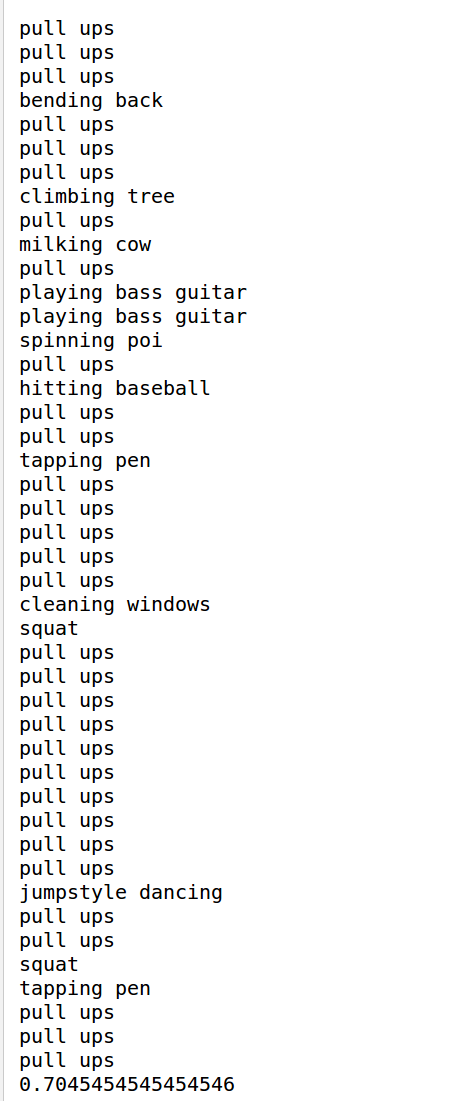 pull ups
pull ups
pull ups
bending back
pull ups
pull ups
pull ups
climbing tree
pull ups
milking cow
pull ups
playing bass guitar
playing bass guitar
spinning poi
pull ups
hitting baseball
pull ups
pull ups
tapping pen
pull ups
pull ups
pull ups
pull ups
pull ups
cleaning windows
squat
pull ups
pull ups
pull ups
pull ups
pull ups
pull ups
pull ups
pull ups
pull ups
pull ups
jumpstyle dancing
pull ups
pull ups
squat
tapping pen
pull ups
pull ups
pull ups
0.7045454545454546